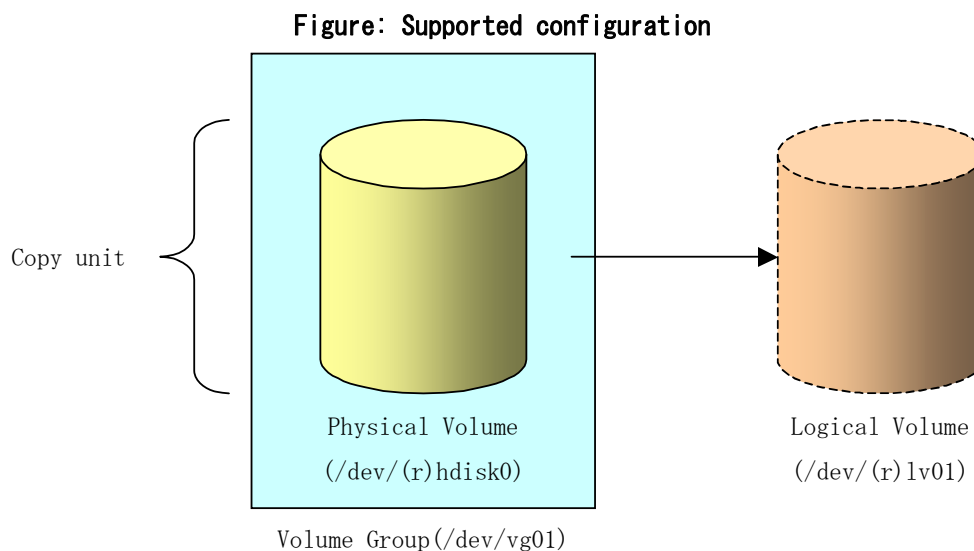 Figure: Supported configuration
Copy unit
Physical Volume
(/dev/(r)hdisk0)
Logical Volume
(/dev/(r)lv01)
Volume Group(/dev/vg01)